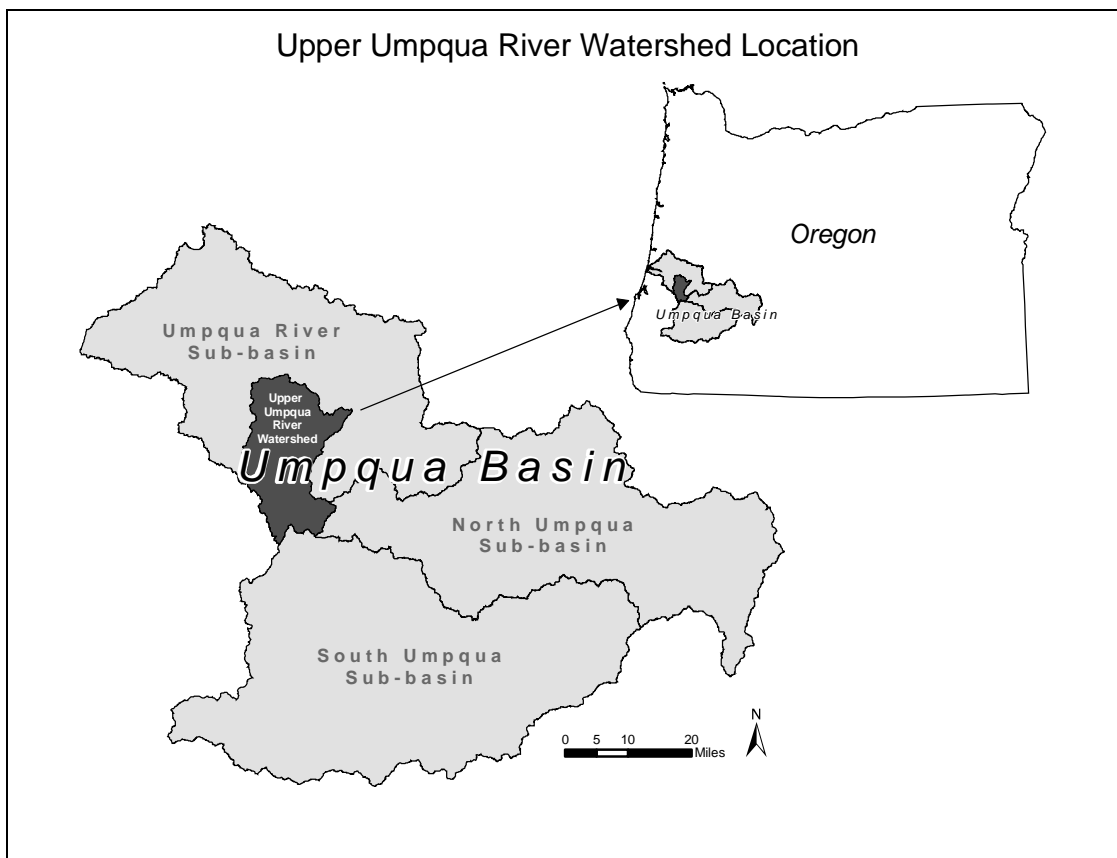 Upper Umpqua River Watershed Location
Oregon
Umpqua Basin
Umpqua River
Sub-basin
Upper
Umpqua
River
Watershed
Umpqua Basin
North Umpqua
Sub-basin
South Umpqua
Sub-basin
N
0 5 10 20
Miles